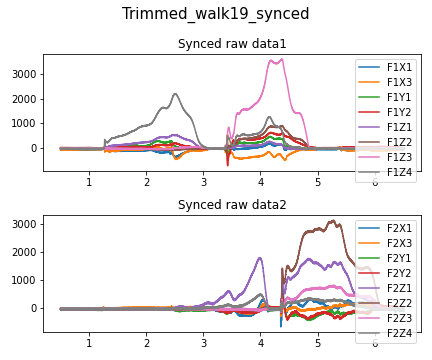 Trimmed_walk19_synced
Synced raw data1
3000
2000
1000
0
1 2 3 4 5 6
F1X1
F1X3
F1Y1
F1Y2
F1Z1
F1Z2
F1Z3
F1Z4
Synced raw data2
3000
2000
1000
0
1 2 3 4 5 6
F2X1
F2X3
F2Y1
F2Y2
F2Z1
F2Z2
F2Z3
F2Z4